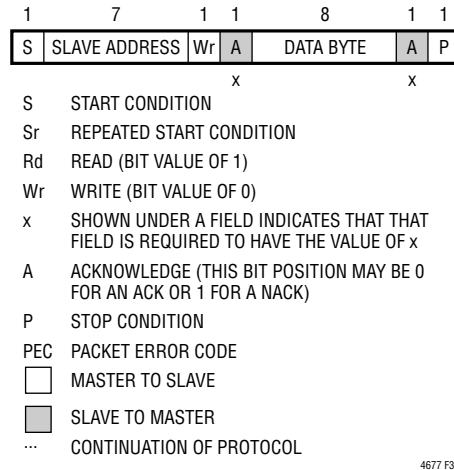 1 7 1 1 8 1 1
S SLAVE ADDRESS Wr A DATA BYTE A P
x x
S START CONDITION
Sr REPEATED START CONDITION
Rd READ (BIT VALUE OF 1)
Wr WRITE (BIT VALUE OF 0)
x SHOWN UNDER A FIELD INDICATES THAT THAT
FIELD IS REQUIRED TO HAVE THE VALUE OF x
A ACKNOWLEDGE (THIS BIT POSITION MAY BE 0
FOR AN ACK OR 1 FOR A NACK)
P STOP CONDITION
PEC PACKET ERROR CODE
MASTER TO SLAVE
SLAVE TO MASTER
... CONTINUATION OF PROTOCOL
4677 F3